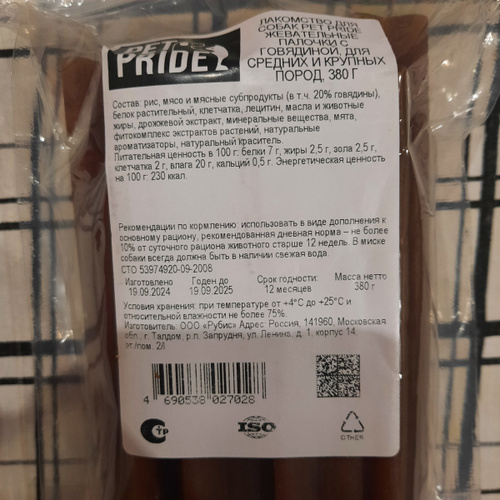 PET
PRIDE
ЛАКОМСТВО ДЛЯ
СОБАК PET PRIDE
ЖЕВАТЕЛЬНЫЕ
ПАЛОЧКИ С
ГОВЯДИНОЙ, ДЛЯ
СРЕДНИХ И КРУПНЫХ
ПОРОД, 380 Г
Состав: рис, мясо и мясные субпродукты (в т.ч. 20% говядины),
белок растительный, клетчатка, лецитин, масла и животные
жиры, дрожжевой экстракт, минеральные вещества, мята,
фитокомплекс экстрактов растений, натуральные
ароматизаторы, натуральный краситель.
Питательная ценность в 100 г: белки 7 г, жиры 2,5 г, зола 2,5 г,
клетчатка 2 г, влага 20 г, кальций 0,5 г. Энергетическая ценность
на 100 г: 230 ккал.
Рекомендации по кормлению: использовать в виде дополнения к
основному рациону, рекомендованная дневная норма – не более
10% от суточного рациона животного старше 12 недель. В миске
собаки всегда должна быть в наличии свежая вода.
СТО 53974920-09-2008
Изготовлено Годен до Срок годности: Масса нетто
19.09.2024 19.09.2025 12 месяцев 380 г
Условия хранения: при температуре от +4°С до +25°С и
относительной влажности не более 75%.
Изготовитель: ООО «Рубис» Адрес: Россия, 141960, Московская
обл., г. Талдом, р.п. Запрудня, ул. Ленина, д. 1, корпус 14,
эт./пом. 2/I
4 690538 027028
СТР
ISO
OTHER